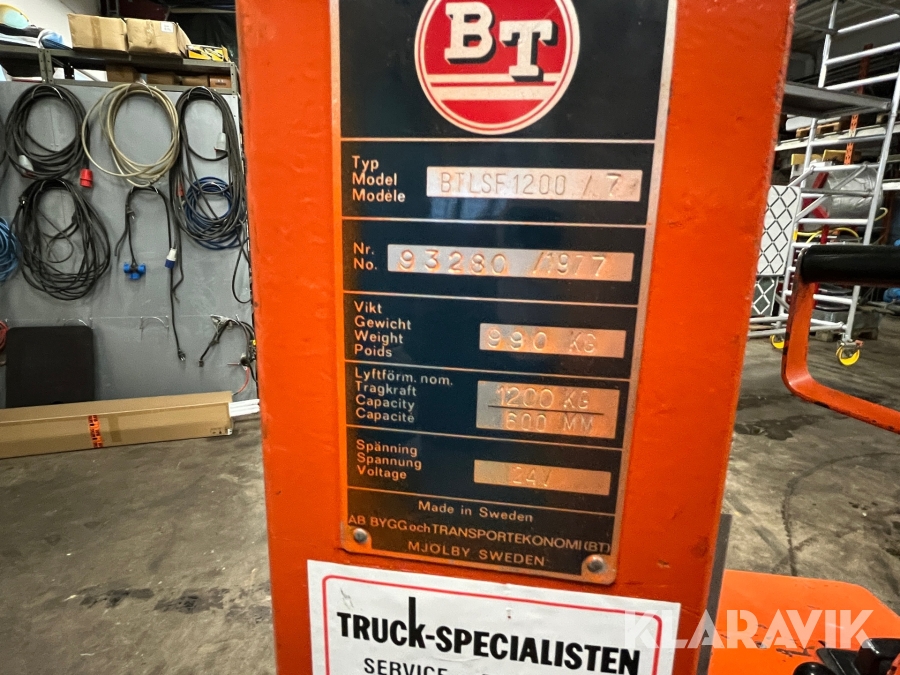 BT
Typ
Model
Modèle
BTLSF1200 / 7
Nr.
No.
93280 /1977
Vikt
Gewicht
Weight
Poids
990 KG
Lyftförm. nom.
Tragkraft
Capacity
Capacité
1200 KG
600 MM
Spänning
Spannung
Voltage
24V
Made in Sweden
AB BYGG och TRANSPORTEKONOMI (BT)
MJÖLBY SWEDEN
TRUCK-SPECIALISTEN
SERVICE
KLARAVIK